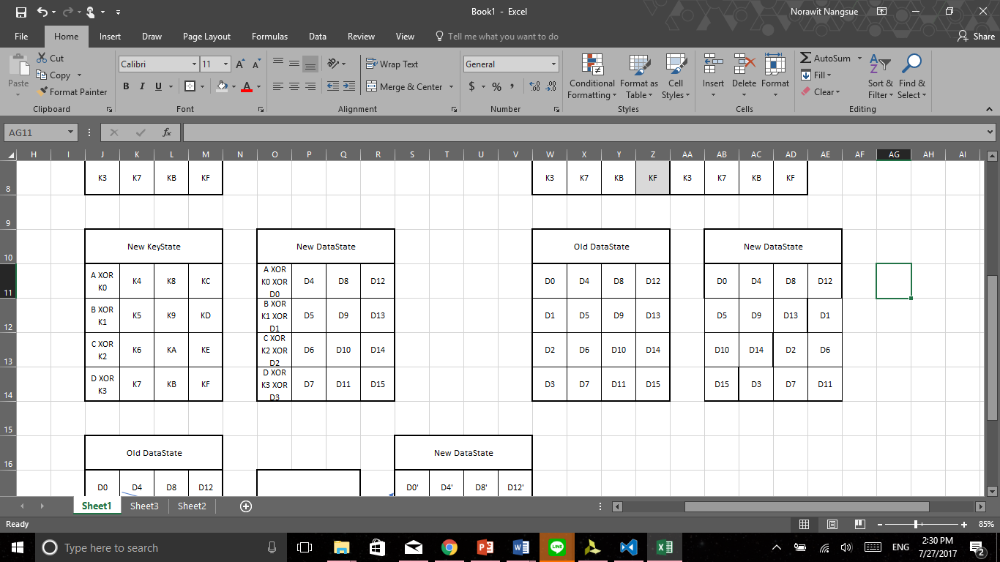 Book1 - Excel
Norawit Nangsue
File Home Insert Draw Page Layout Formulas Data Review View Tell me what you want to do Share
Paste Cut Copy Format Painter Clipboard
Calibri 11 A A B I U A Font
Wrap Text Merge & Center Alignment
General $ % , .00 Number
Conditional Formatting Format as Table Cell Styles Styles
Insert Delete Format Cells
AutoSum Fill Clear Sort & Filter Find & Select Editing
AG11 fx
H I J K L M N O P Q R S T U V W X Y Z AA AB AC AD AE AF AG AH AI
8 K3 K7 KB KF K3 K7 KB KF K3 K7 KB KF
9
10 New KeyState New DataState Old DataState New DataState
11 A XOR K0 K4 K8 KC A XOR K0 XOR D0 D4 D8 D12 D0 D4 D8 D12 D0 D4 D8 D12
12 B XOR K1 K5 K9 KD B XOR K1 XOR D1 D5 D9 D13 D1 D5 D9 D13 D5 D9 D13 D1
13 C XOR K2 K6 KA KE C XOR K2 XOR D2 D6 D10 D14 D2 D6 D10 D14 D10 D14 D2 D6
14 D XOR K3 K7 KB KF D XOR K3 XOR D3 D7 D11 D15 D3 D7 D11 D15 D15 D3 D7 D11
15
16 Old DataState New DataState
D0 D4 D8 D12 D0' D4' D8' D12'
Sheet1 Sheet3 Sheet2
Ready 85%
Type here to search ENG 2:30 PM
7/27/2017 2